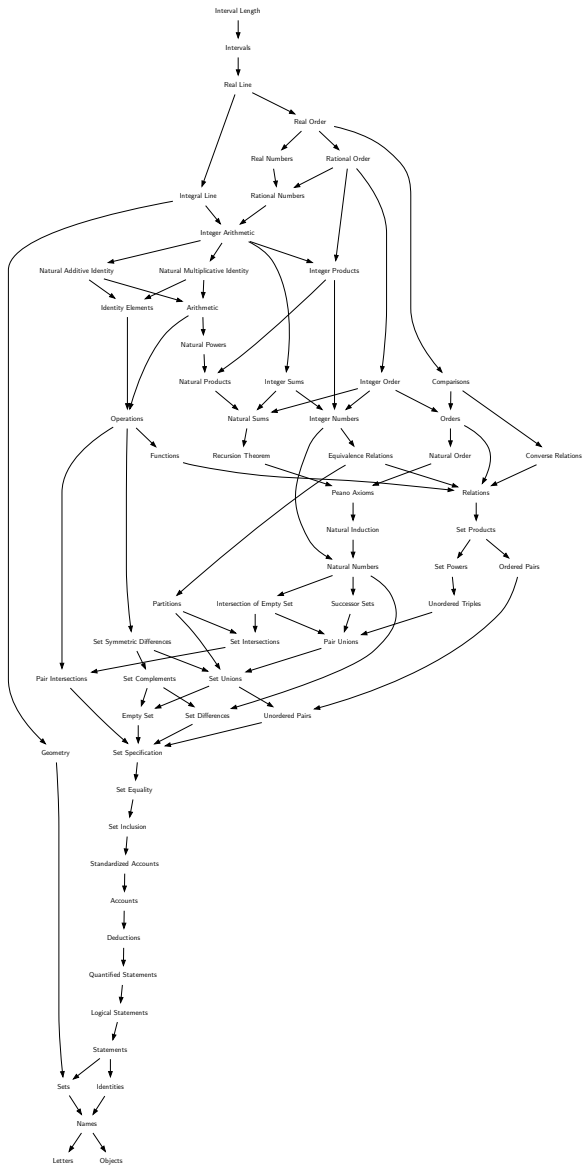 Interval Length
Intervals
Real Line
Real Order
Real Numbers Rational Order
Integral Line Rational Numbers
Integer Arithmetic
Natural Additive Identity Natural Multiplicative Identity Integer Products
Identity Elements Arithmetic
Natural Powers
Natural Products Integer Sums Integer Order Comparisons
Operations Natural Sums Integer Numbers Orders
Functions Recursion Theorem Equivalence Relations Natural Order Converse Relations
Peano Axioms Relations
Natural Induction Set Products
Natural Numbers Set Powers Ordered Pairs
Partitions Intersection of Empty Set Successor Sets Unordered Triples
Set Symmetric Differences Set Intersections Pair Unions
Pair Intersections Set Complements Set Unions
Empty Set Set Differences Unordered Pairs
Geometry Set Specification
Set Equality
Set Inclusion
Standardized Accounts
Accounts
Deductions
Quantified Statements
Logical Statements
Statements
Sets Identities
Names
Letters Objects